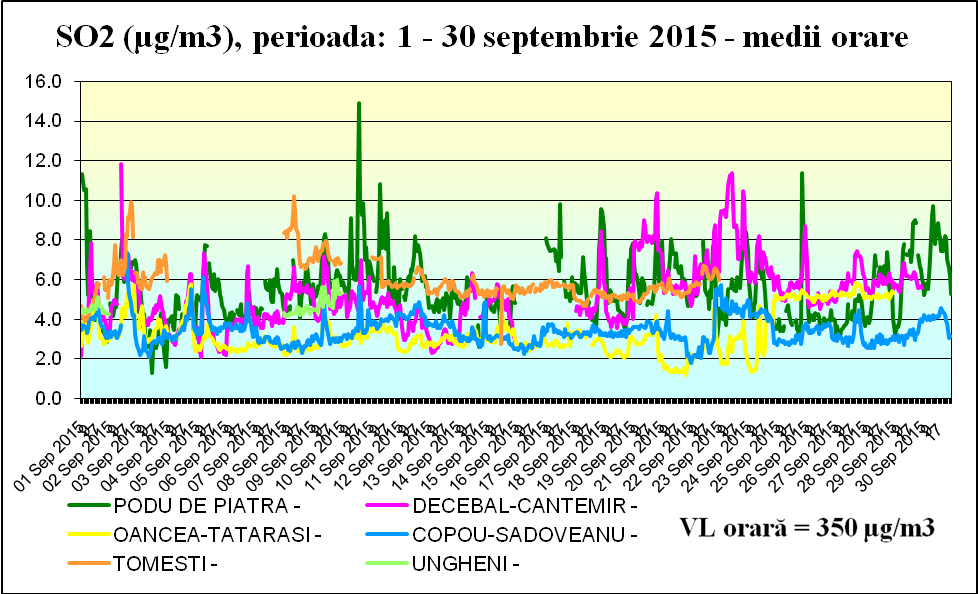 SO2 (µg/m3), perioada: 1 - 30 septembrie 2015 - medii orare
16.0
14.0
12.0
10.0
8.0
6.0
4.0
2.0
0.0
01 Sep 2015
02 Sep 2015
03 Sep 2015
04 Sep 2015
05 Sep 2015
06 Sep 2015
07 Sep 2015
08 Sep 2015
09 Sep 2015
10 Sep 2015
11 Sep 2015
12 Sep 2015
13 Sep 2015
14 Sep 2015
15 Sep 2015
16 Sep 2015
17 Sep 2015
18 Sep 2015
19 Sep 2015
20 Sep 2015
21 Sep 2015
22 Sep 2015
23 Sep 2015
24 Sep 2015
25 Sep 2015
26 Sep 2015
27 Sep 2015
28 Sep 2015
29 Sep 2015
30 Sep 2015
17
PODU DE PIATRA -
DECEBAL-CANTEMIR -
OANCEA-TATARASI -
COPOU-SADOVEANU -
TOMESTI -
UNGHENI -
VL orară = 350 µg/m3